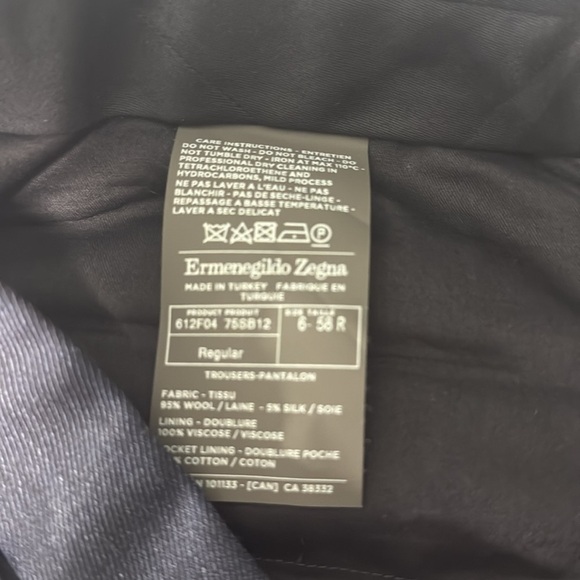 CARE INSTRUCTIONS - ENTRETIEN
DO NOT WASH - DO NOT BLEACH - DO
NOT TUMBLE DRY - IRON AT MAX 110°C -
PROFESSIONAL DRY CLEANING IN
TETRACHLOROETHENE AND
HYDROCARBONS, MILD PROCESS
NE PAS LAVER A L'EAU - NE PAS
BLANCHIR - PAS DE SECHE-LINGE -
REPASSAGE A BASSE TEMPERATURE -
LAVER A SEC DELICAT
Ermenegildo Zegna
MADE IN TURKEY FABRIQUE EN
TURQUIE
PRODUCT PRODUIT SIZE TAILLE
612F04 75SB12 6- 56 R
Regular
TROUSERS-PANTALON
FABRIC - TISSU
95% WOOL / LAINE - 5% SILK / SOIE
LINING - DOUBLURE
100% VISCOSE / VISCOSE
OCKET LINING - DOUBLURE POCHE
% COTTON / COTON
N 101133 - [CAN] CA 36332